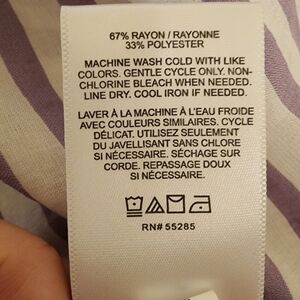 67% RAYON / RAYONNE
33% POLYESTER
MACHINE WASH COLD WITH LIKE
COLORS. GENTLE CYCLE ONLY. NON-
CHLORINE BLEACH WHEN NEEDED.
LINE DRY. COOL IRON IF NEEDED.
LAVER À LA MACHINE À L'EAU FROIDE
AVEC COULEURS SIMILAIRES. CYCLE
DÉLICAT. UTILISEZ SEULEMENT
DU JAVELLISANT SANS CHLORE
SI NÉCESSAIRE. SÉCHAGE SUR
CORDE. REPASSAGE DOUX
SI NÉCESSAIRE.
RN# 55285